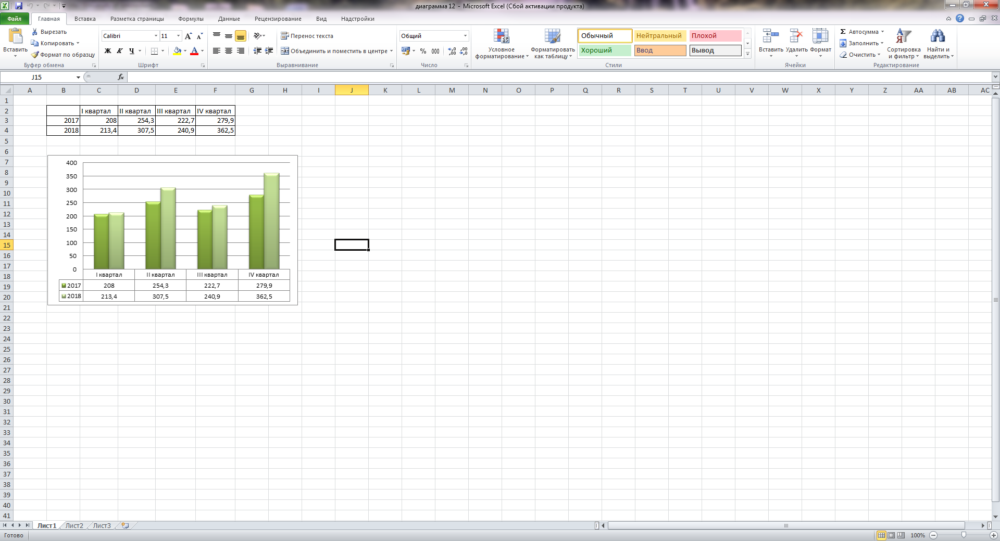 диаграмма 12 - Microsoft Excel (Сбой активации продукта)
Файл Главная Вставка Разметка страницы Формулы Данные Рецензирование Вид Надстройки
Вставить
Вырезать
Копировать
Формат по образцу
Буфер обмена
Calibri 11
Ж К Ч
Шрифт
Перенос текста
Объединить и поместить в центре
Выравнивание
Общий
% 000
Число
Условное форматирование
Форматировать как таблицу
Обычный Нейтральный Плохой
Хороший Ввод Вывод
Стили
Вставить Удалить Формат
Ячейки
Σ Автосумма
Заполнить
Очистить
Сортировка и фильтр
Найти и выделить
Редактирование
J15 fx
A B C D E F G H I J K L M N O P Q R S T U V W X Y Z AA AB AC
1
2 I квартал II квартал III квартал IV квартал
3 2017 208 254,3 222,7 279,9
4 2018 213,4 307,5 240,9 362,5
5
6
7
8
9
10
11
12
13
14
15
16
17
18
19
20
21
22
23
24
25
26
27
28
29
30
31
32
33
34
35
36
37
38
39
40
41
400
350
300
250
200
150
100
50
0
I квартал II квартал III квартал IV квартал
2017 208 254,3 222,7 279,9
2018 213,4 307,5 240,9 362,5
Лист1 Лист2 Лист3
Готово 100%